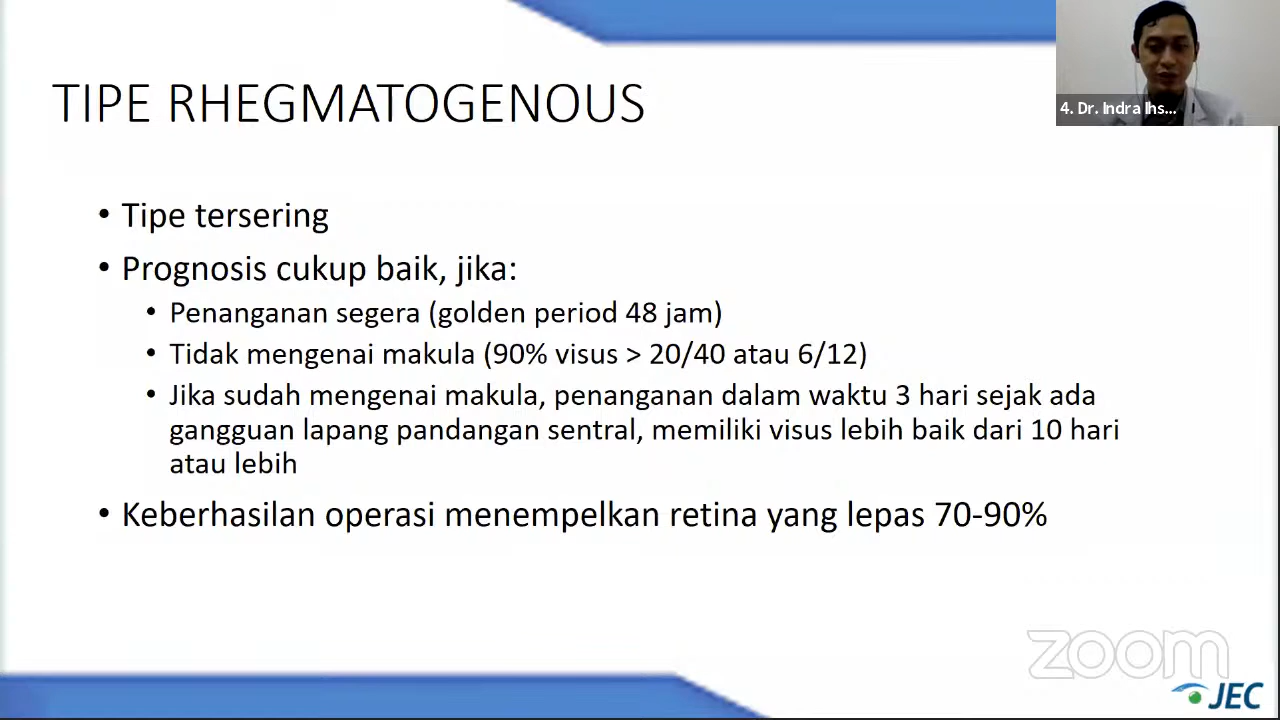 TIPE RHEGMATOGENOUS
4. Dr. Indra Ihs...
• Tipe tersering
• Prognosis cukup baik, jika:
• Penanganan segera (golden period 48 jam)
• Tidak mengenai makula (90% visus > 20/40 atau 6/12)
• Jika sudah mengenai makula, penanganan dalam waktu 3 hari sejak ada
gangguan lapang pandangan sentral, memiliki visus lebih baik dari 10 hari
atau lebih
• Keberhasilan operasi menempelkan retina yang lepas 70-90%
zoom
JEC